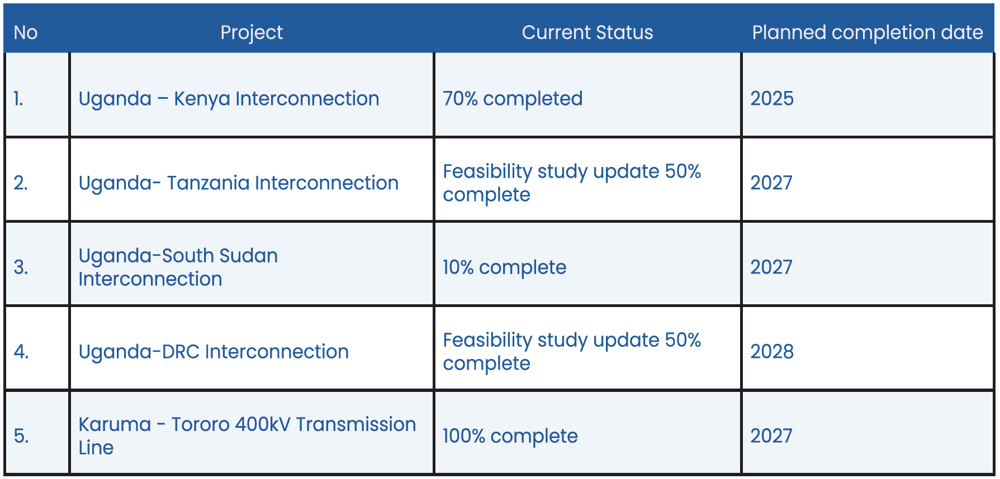 No Project Current Status Planned completion date
1. Uganda – Kenya Interconnection 70% completed 2025
2. Uganda- Tanzania Interconnection Feasibility study update 50%
complete 2027
3. Uganda-South Sudan
Interconnection 10% complete 2027
4. Uganda-DRC Interconnection Feasibility study update 50%
complete 2028
5. Karuma - Tororo 400kV Transmission
Line 100% complete 2027